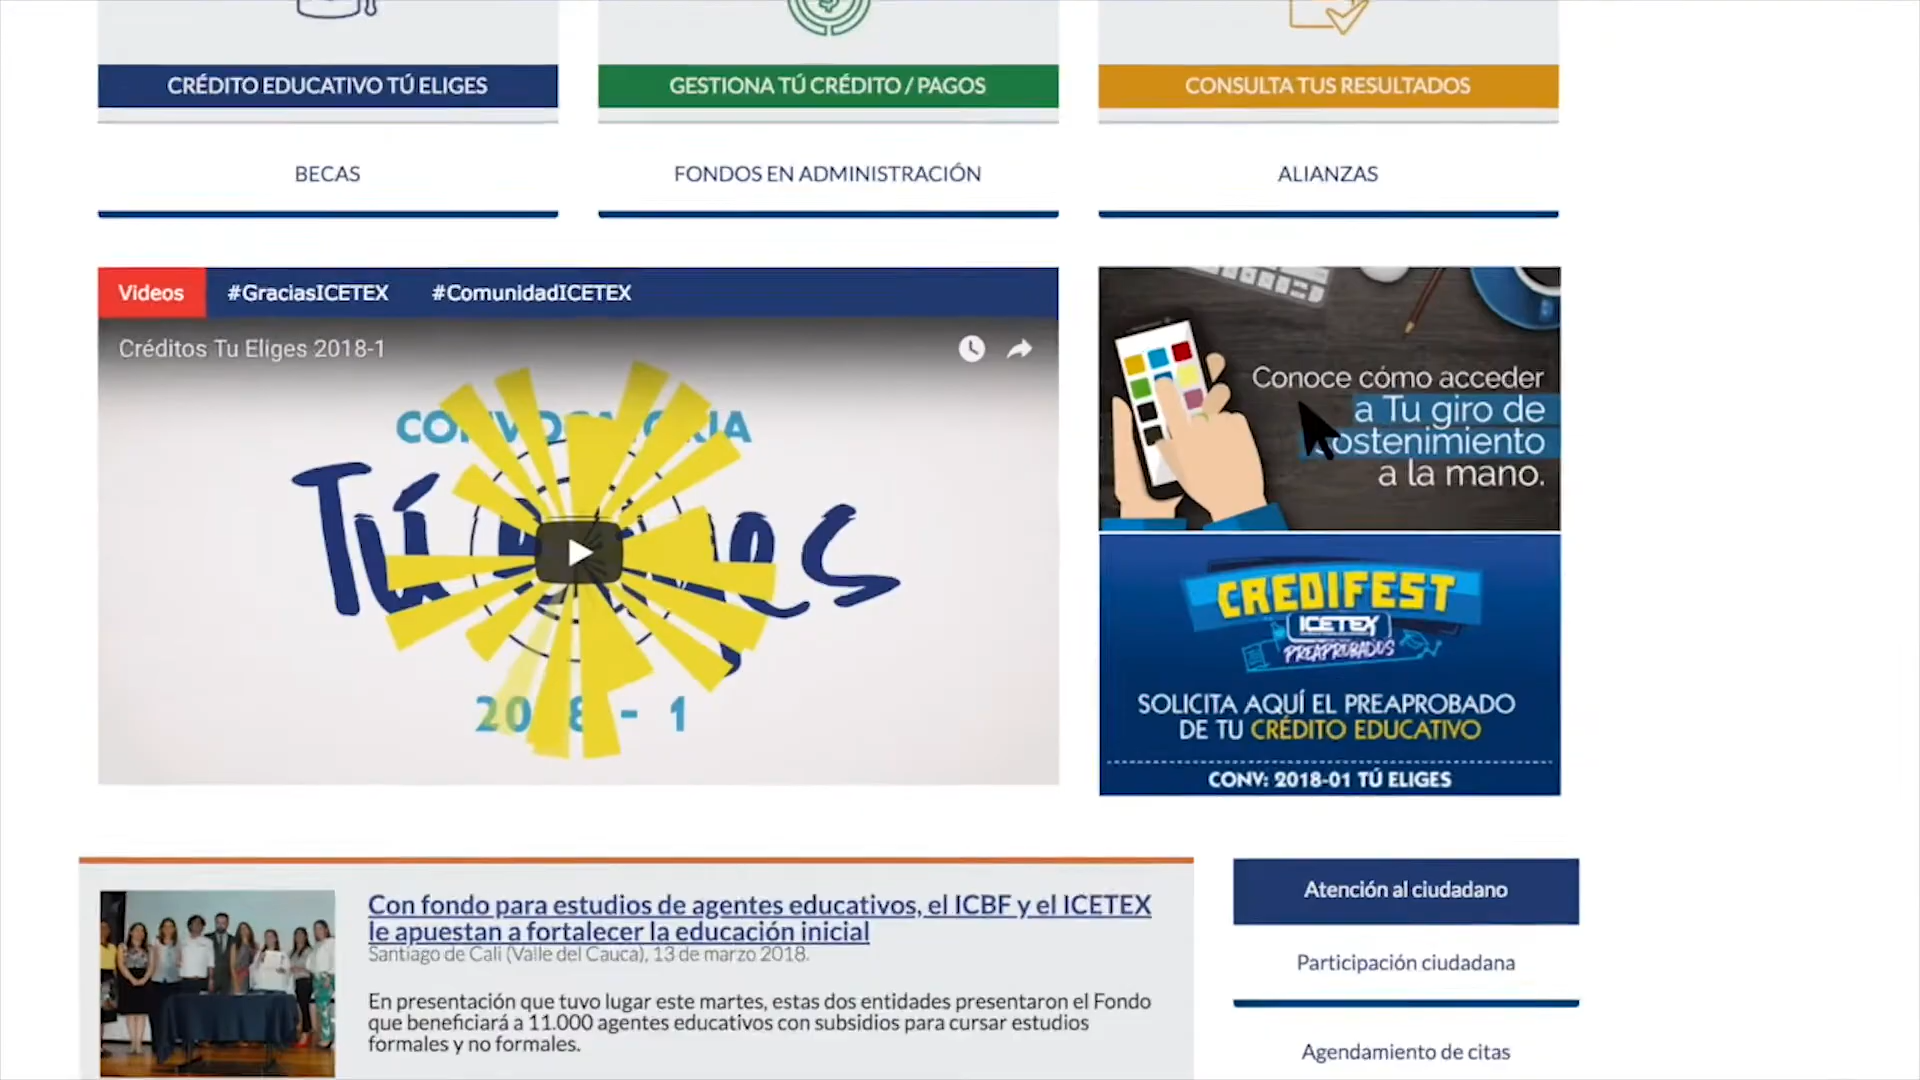 CRÉDITO EDUCATIVO TÚ ELIGES
GESTIONA TÚ CRÉDITO / PAGOS
CONSULTA TUS RESULTADOS
BECAS
FONDOS EN ADMINISTRACIÓN
ALIANZAS
Videos
#GraciasICETEX
#ComunidadICETEX
Créditos Tu Eliges 2018-1
Tú
Conoce cómo acceder
a Tu giro de
sostenimiento
a la mano.
CREDIFEST
ICETEX
PREAPROBADOS
SOLICITA AQUÍ EL PREAPROBADO
DE TU CRÉDITO EDUCATIVO
CONV: 2018-01 TÚ ELIGES
Con fondo para estudios de agentes educativos, el ICBF y el ICETEX
le apuestan a fortalecer la educación inicial
Santiago de Cali (Valle del Cauca), 13 de marzo 2018.
En presentación que tuvo lugar este martes, estas dos entidades presentaron el Fondo
que beneficiará a 11.000 agentes educativos con subsidios para cursar estudios
formales y no formales.
Atención al ciudadano
Participación ciudadana
Agendamiento de citas